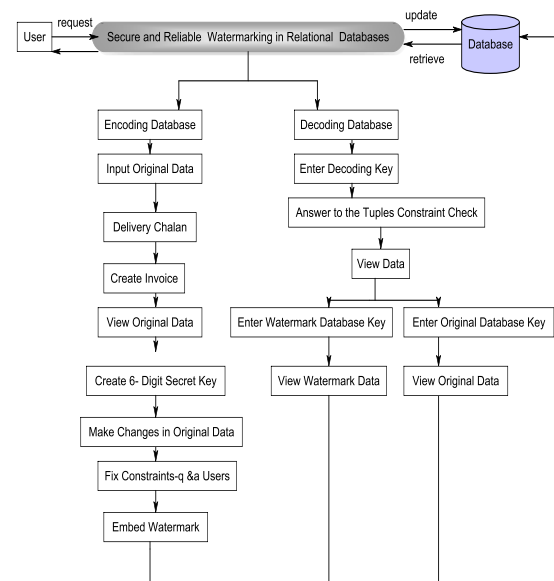 request
update
User
Secure and Reliable Watermarking in Relational Databases
Database
retrieve
Encoding Database
Decoding Database
Input Original Data
Enter Decoding Key
Answer to the Tuples Constraint Check
Delivery Chalan
View Data
Create Invoice
View Original Data
Enter Watermark Database Key
Enter Original Database Key
Create 6- Digit Secret Key
View Watermark Data
View Original Data
Make Changes in Original Data
Fix Constraints-q &a Users
Embed Watermark